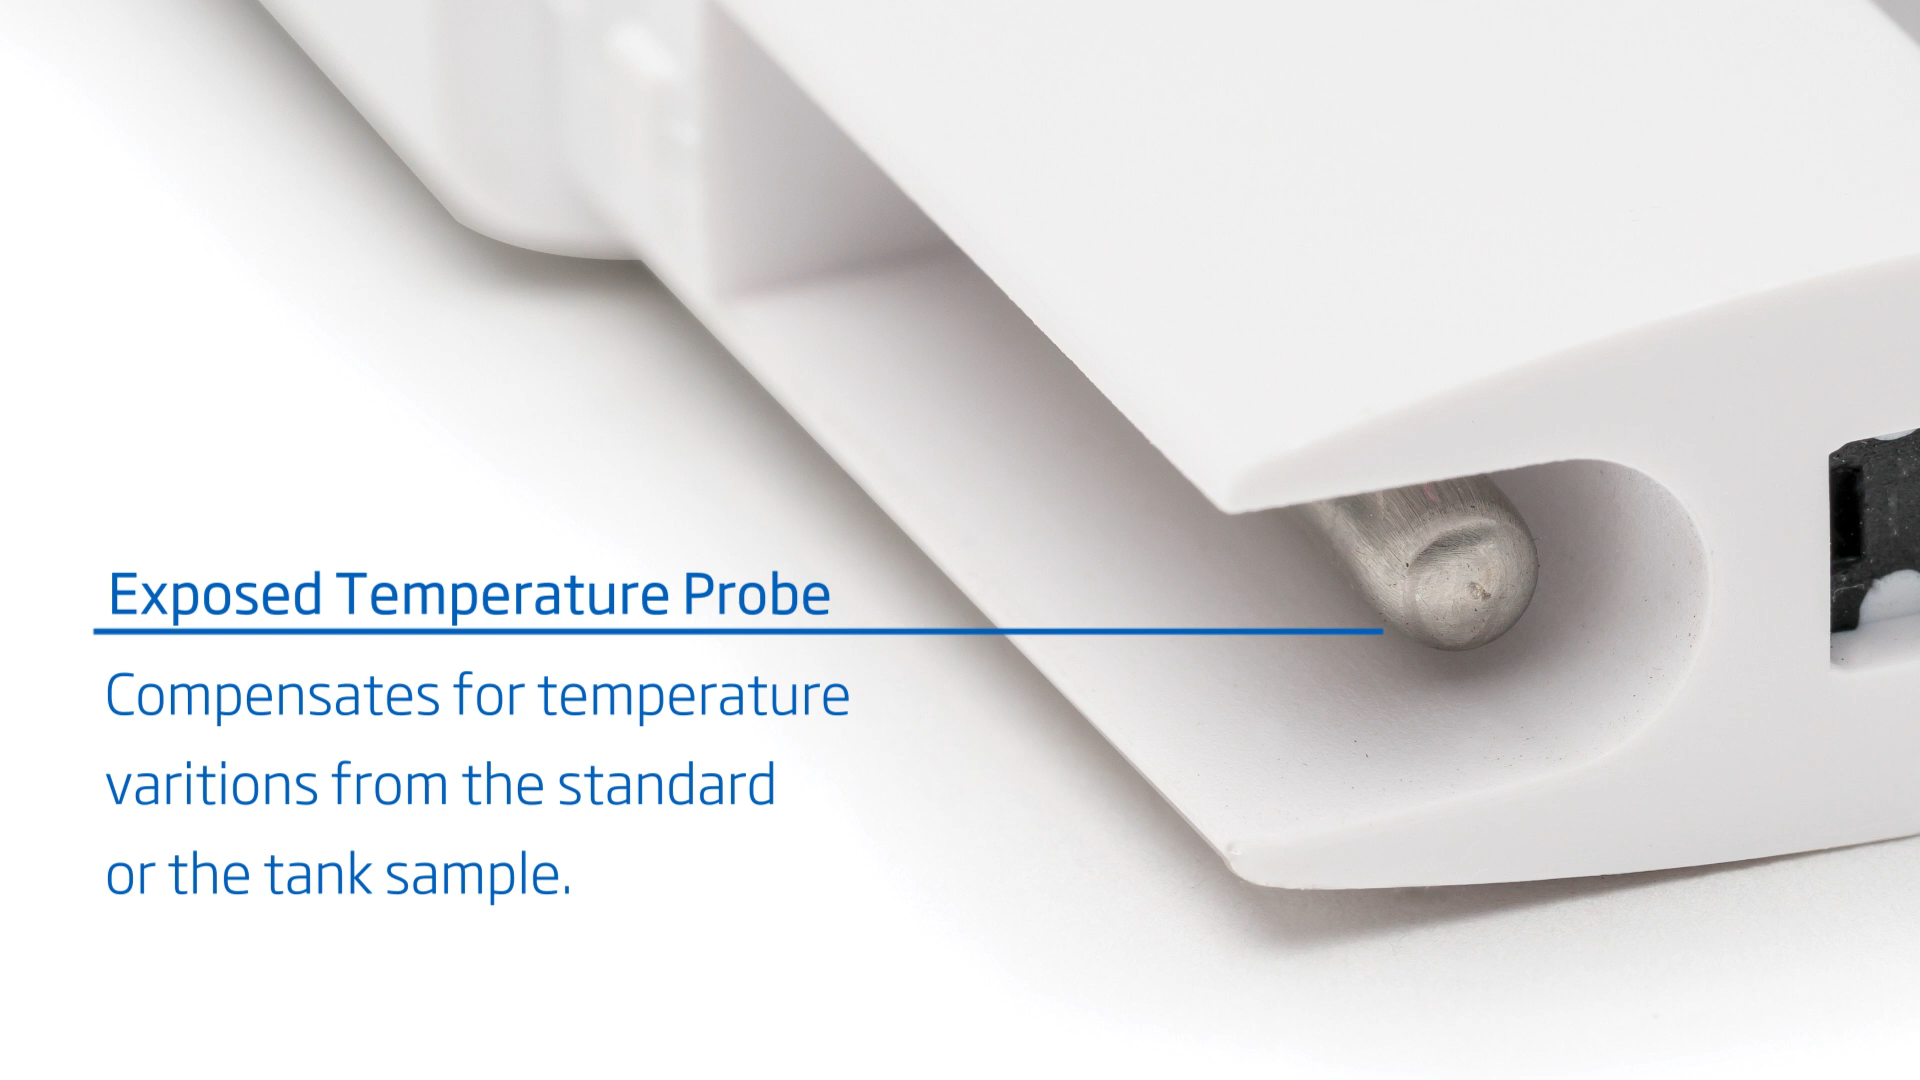 Exposed Temperature Probe
Compensates for temperature
varitions from the standard
or the tank sample.